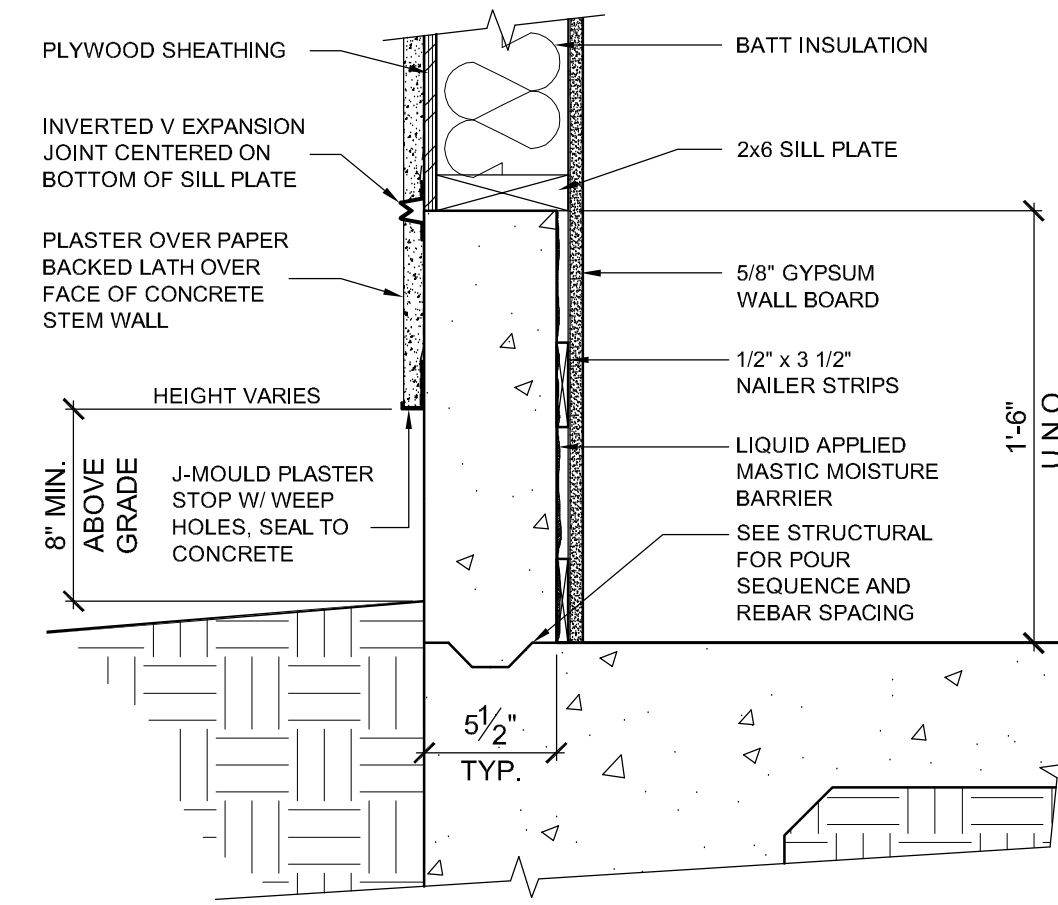 PLYWOOD SHEATHING
INVERTED V EXPANSION
JOINT CENTERED ON
BOTTOM OF SILL PLATE
PLASTER OVER PAPER
BACKED LATH OVER
FACE OF CONCRETE
STEM WALL
HEIGHT VARIES
8" MIN.
ABOVE
GRADE
J-MOULD PLASTER
STOP W/ WEEP
HOLES, SEAL TO
CONCRETE
BATT INSULATION
2x6 SILL PLATE
5/8" GYPSUM
WALL BOARD
1/2" x 3 1/2"
NAILER STRIPS
LIQUID APPLIED
MASTIC MOISTURE
BARRIER
SEE STRUCTURAL
FOR POUR
SEQUENCE AND
REBAR SPACING
1'-6"
U N O
5 1/2"
TYP.